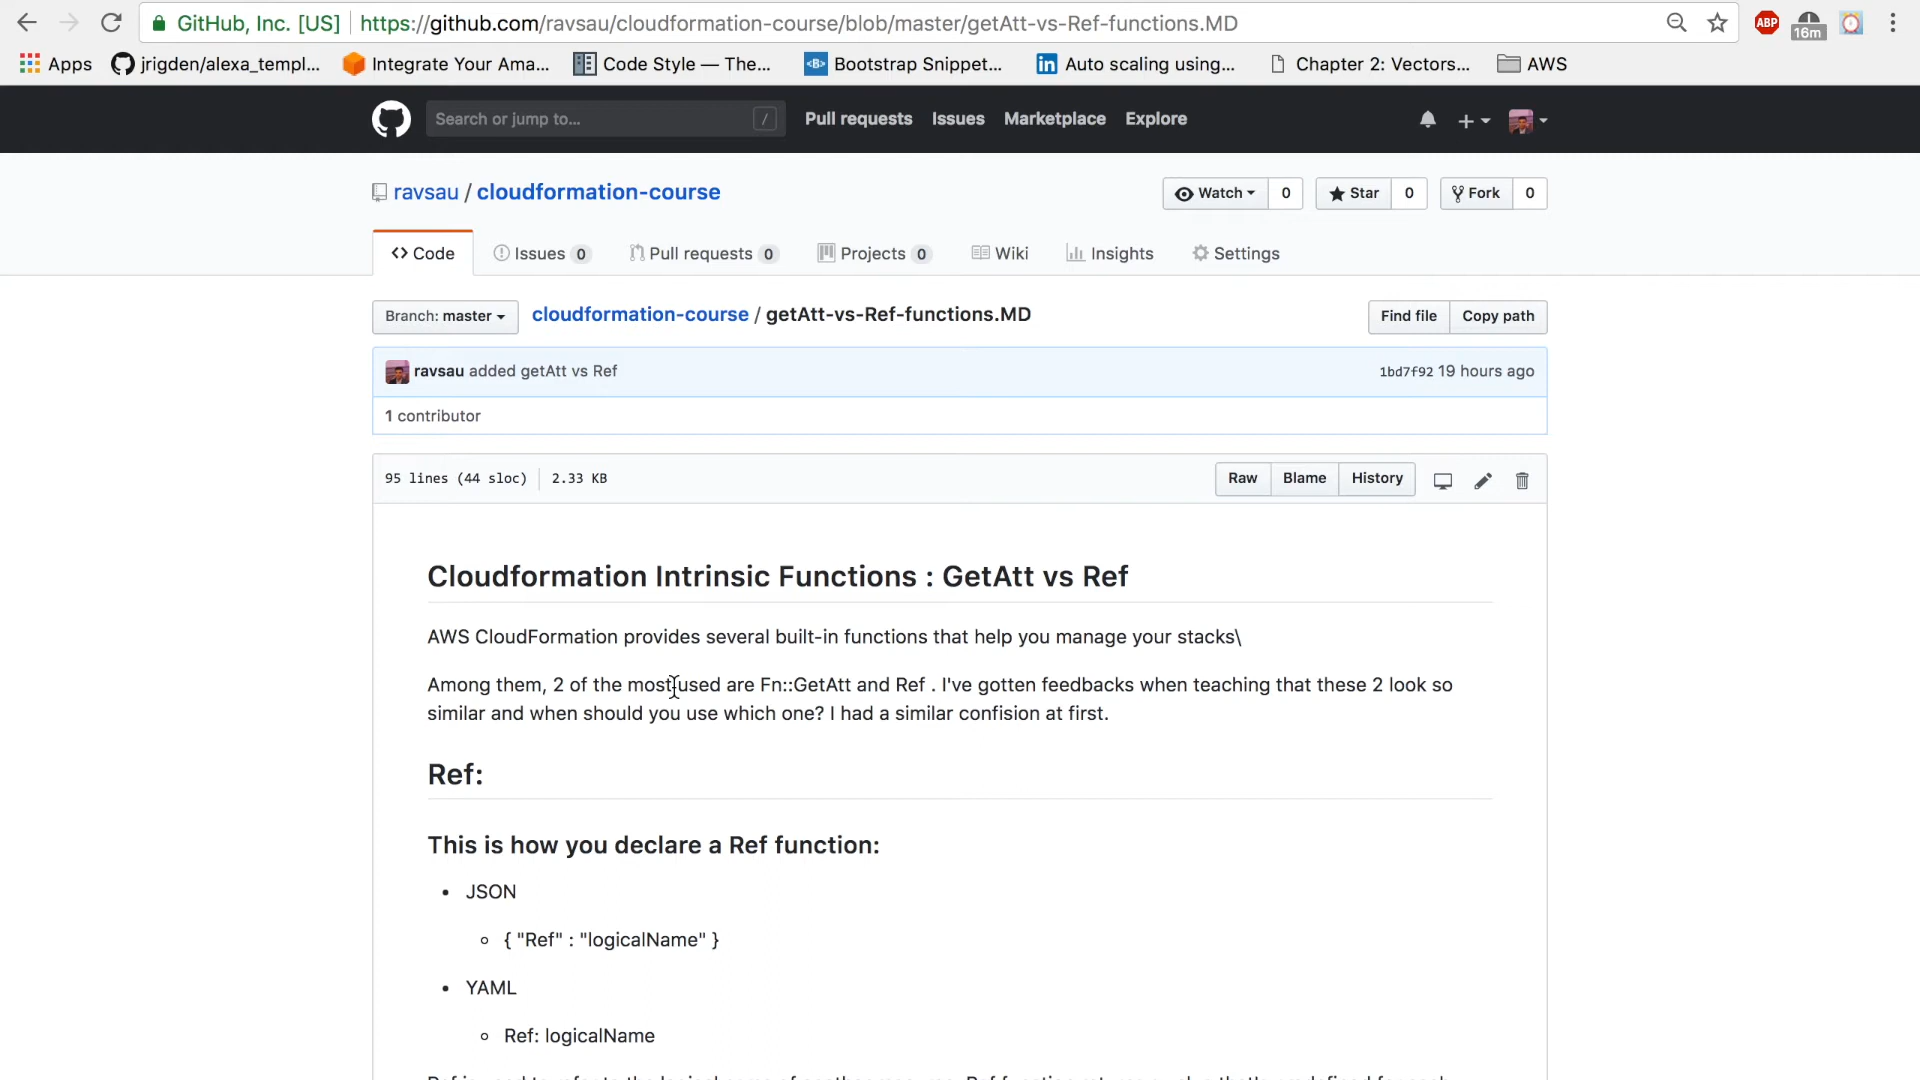 GitHub, Inc. [US] https://github.com/ravsau/cloudformation-course/blob/master/getAtt-vs-Ref-functions.MD ABP 16m
Apps jrigden/alexa_templ... Integrate Your Ama... Code Style — The... <B> Bootstrap Snippet... in Auto scaling using... Chapter 2: Vectors... AWS
Search or jump to... / Pull requests Issues Marketplace Explore
ravsau / cloudformation-course Watch 0 Star 0 Fork 0
Code Issues 0 Pull requests 0 Projects 0 Wiki Insights Settings
Branch: master cloudformation-course / getAtt-vs-Ref-functions.MD Find file Copy path
ravsau added getAtt vs Ref 1bd7f92 19 hours ago
1 contributor
95 lines (44 sloc) 2.33 KB Raw Blame History
Cloudformation Intrinsic Functions : GetAtt vs Ref
AWS CloudFormation provides several built-in functions that help you manage your stacks\
Among them, 2 of the most used are Fn::GetAtt and Ref . I've gotten feedbacks when teaching that these 2 look so
similar and when should you use which one? I had a similar confision at first.
Ref:
This is how you declare a Ref function:
• JSON
{ "Ref" : "logicalName" }
• YAML
Ref: logicalName